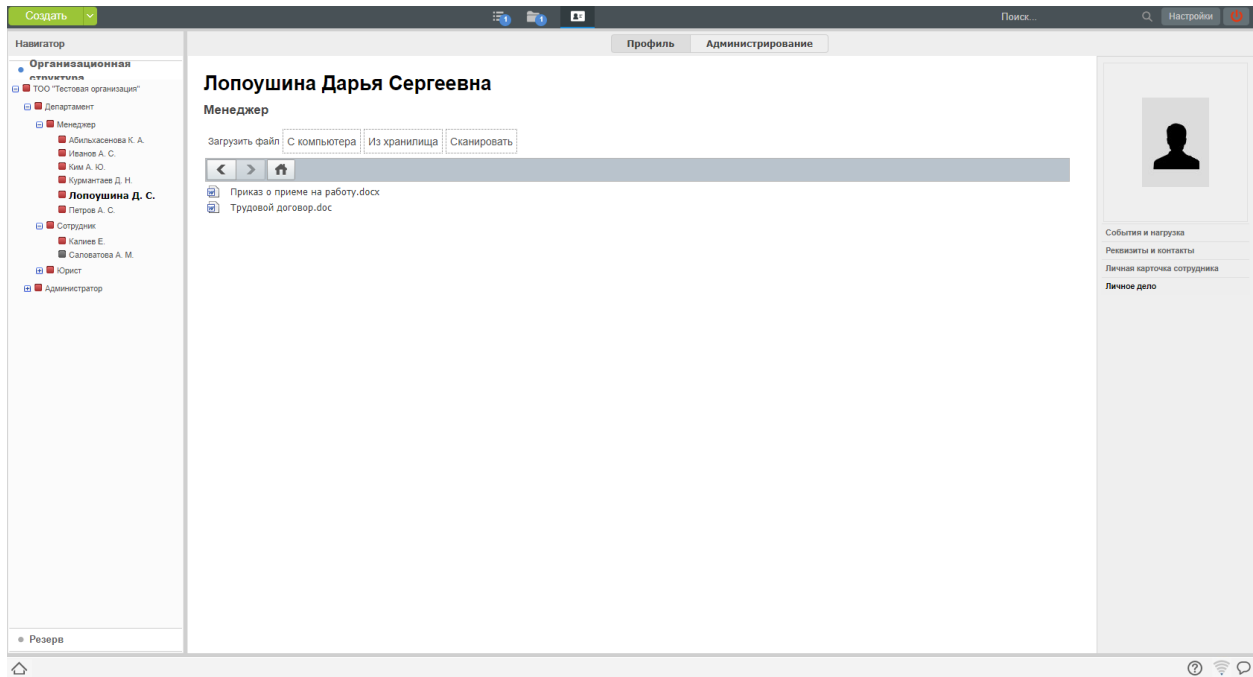 Создать
1
1
Поиск...
Настройки
Навигатор
Профиль
Администрирование
Организационная
структура
ТОО "Тестовая организация"
Департамент
Менеджер
Абильхасенова К. А.
Иванов А. С.
Ким А. Ю.
Курмантаев Д. Н.
Лопоушина Д. С.
Петров А. С.
Сотрудник
Калиев Е.
Саловатова А. М.
Юрист
Администратор
Резерв
Лопоушина Дарья Сергеевна
Менеджер
Загрузить файл С компьютера Из хранилища Сканировать
Приказ о приеме на работу.docx
Трудовой договор.doc
События и нагрузка
Реквизиты и контакты
Личная карточка сотрудника
Личное дело